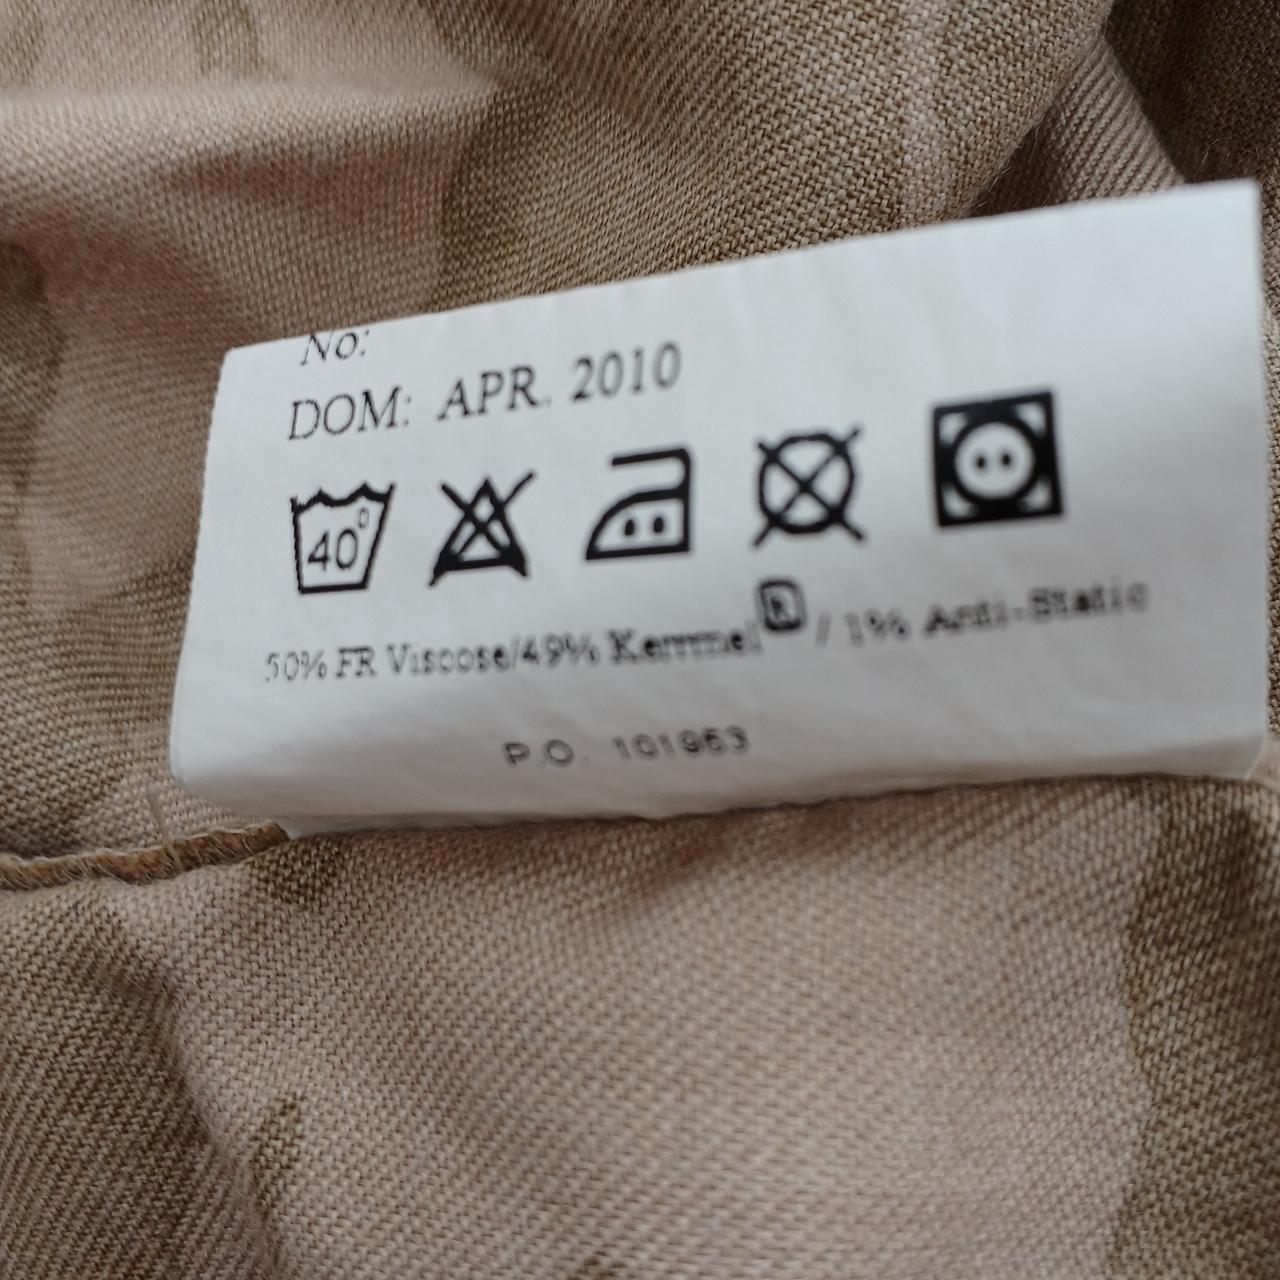 No:
DOM: APR. 2010
40°
50% FR Viscose/49% Kermel® / 1% Anti-Static
P.O. 101963